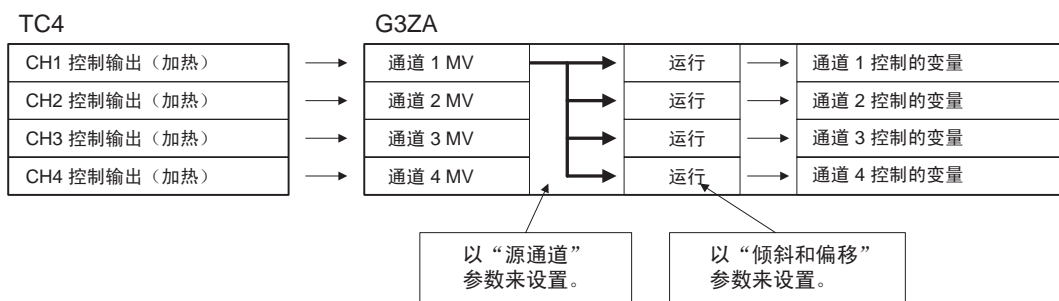 TC4 G3ZA
CH1 控制输出（加热） 通道 1 MV 运行 通道 1 控制的变量
CH2 控制输出（加热） 通道 2 MV 运行 通道 2 控制的变量
CH3 控制输出（加热） 通道 3 MV 运行 通道 3 控制的变量
CH4 控制输出（加热） 通道 4 MV 运行 通道 4 控制的变量
以“源通道”
参数来设置。
以“倾斜和偏移”
参数来设置。